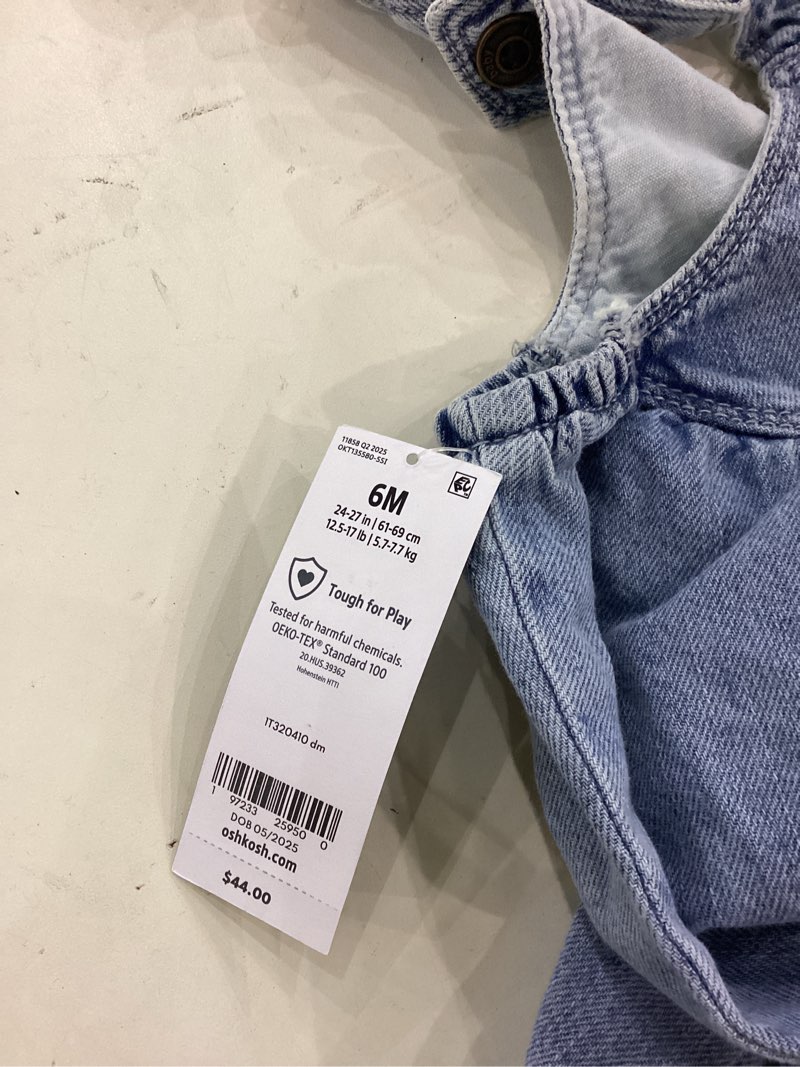 11858 Q2 2025
OKT135580-SSI
6M
24-27 in | 61-69 cm
12.5-17 lb | 5.7-7.7 kg
Tough for Play
Tested for harmful chemicals.
OEKO-TEX® Standard 100
20.HUS.39362
Hohenstein HTTI
1T320410 dm
1 97233 25950 0
DOB 05/2025
oshkosh.com
$44.00